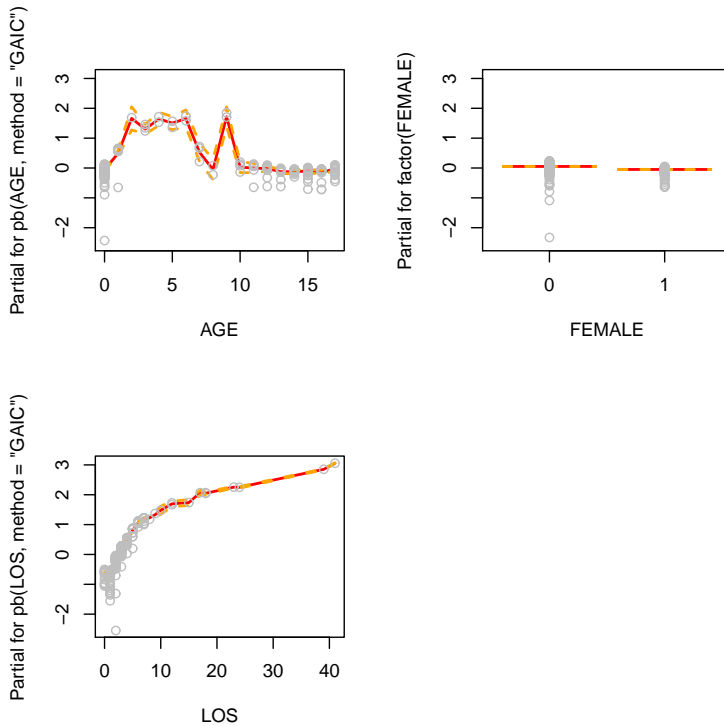 Partial for pb(AGE, method = "GAIC")
3
2
1
0
−2
0 5 10 15
AGE
Partial for factor(FEMALE)
3
2
1
0
−2
0 1
FEMALE
Partial for pb(LOS, method = "GAIC")
3
2
1
0
−2
0 10 20 30 40
LOS